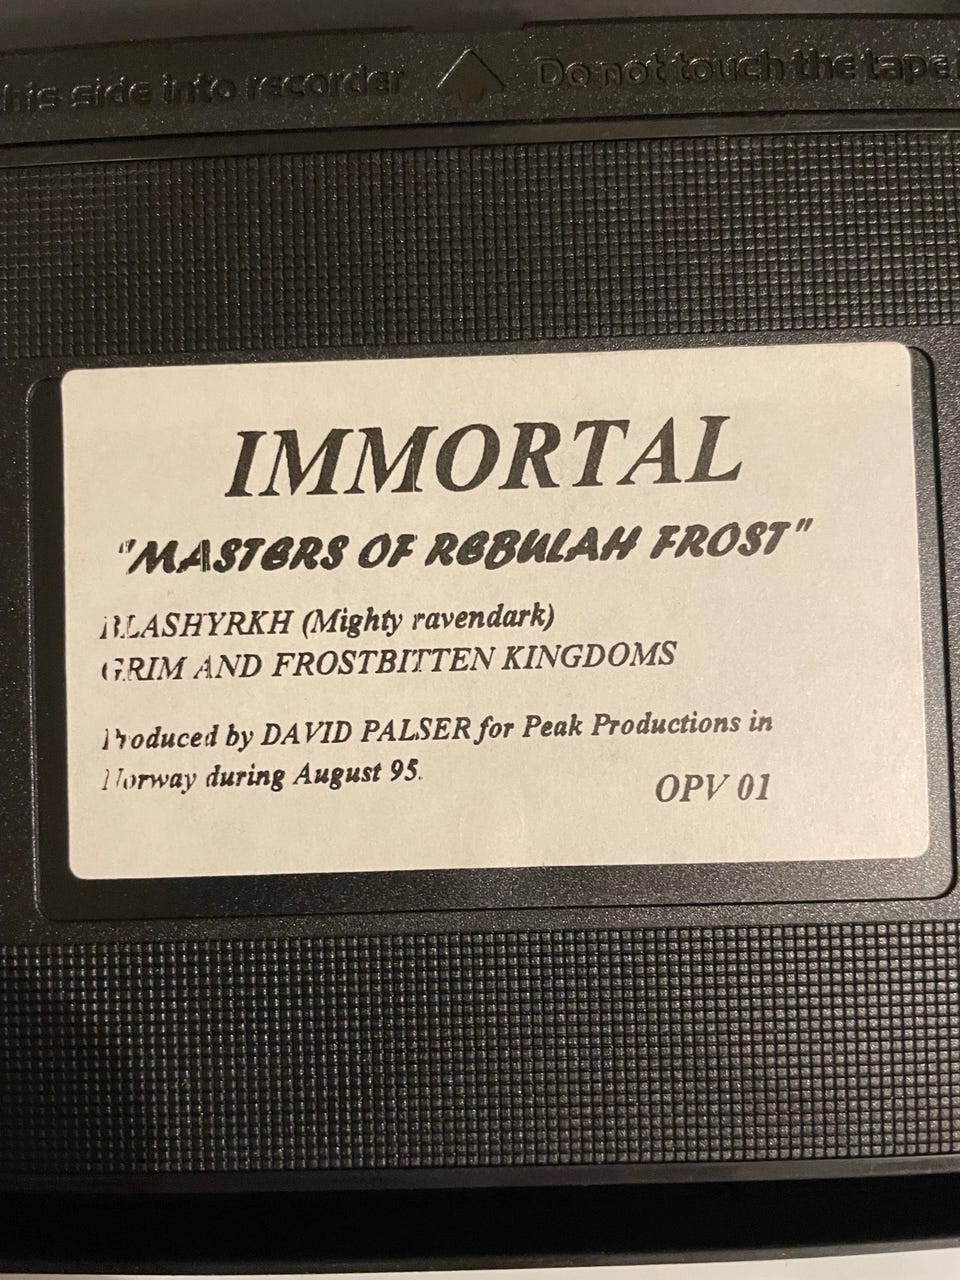 his side into recorder Do not touch the tape
IMMORTAL
"MASTERS OF REBULAH FROST"
BLASHYRKH (Mighty ravendark)
GRIM AND FROSTBITTEN KINGDOMS
Produced by DAVID PALSER for Peak Productions in
Norway during August 95.
OPV 01